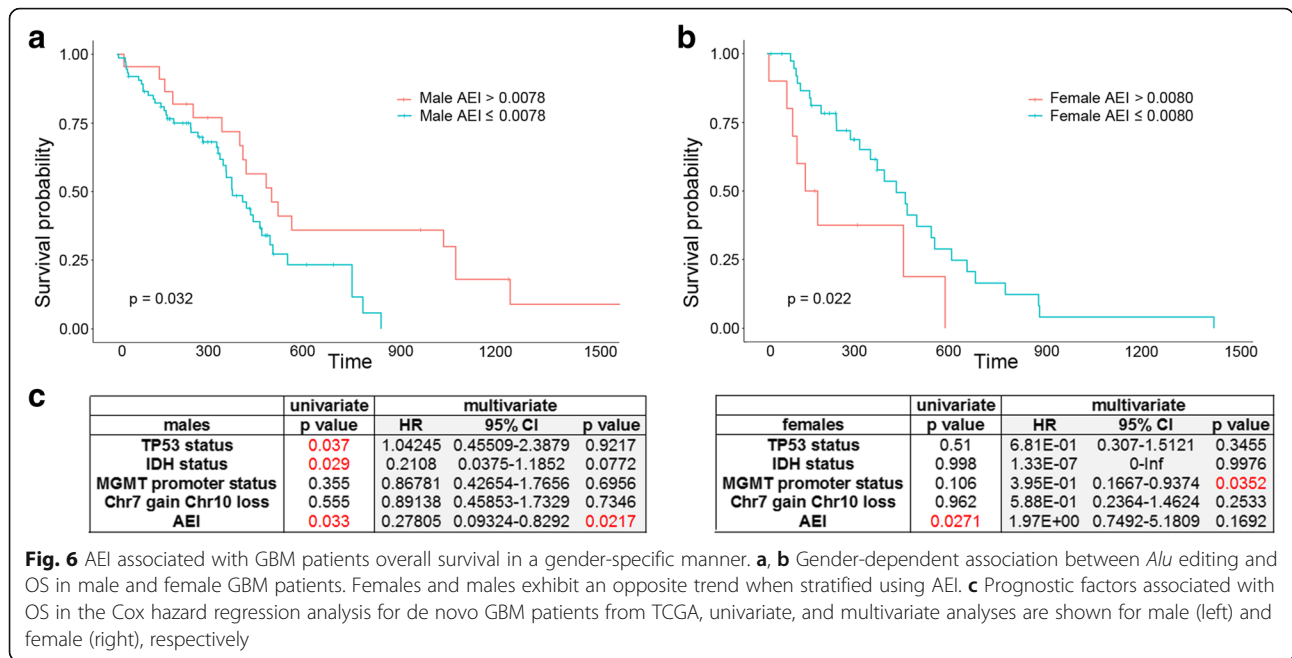 a
1.00
0.75
0.50
0.25
0.00
Survival probability
Male AEI > 0.0078
Male AEI ≤ 0.0078
p = 0.032
0 300 600 900 1200 1500
Time
b
1.00
0.75
0.50
0.25
0.00
Survival probability
Female AEI > 0.0080
Female AEI ≤ 0.0080
p = 0.022
0 300 600 900 1200 1500
Time
c
univariate multivariate
males p value HR 95% CI p value
TP53 status 0.037 1.04245 0.45509-2.3879 0.9217
IDH status 0.029 0.2108 0.0375-1.1852 0.0772
MGMT promoter status 0.355 0.86781 0.42654-1.7656 0.6956
Chr7 gain Chr10 loss 0.555 0.89138 0.45853-1.7329 0.7346
AEI 0.033 0.27805 0.09324-0.8292 0.0217
univariate multivariate
females p value HR 95% CI p value
TP53 status 0.51 6.81E-01 0.307-1.5121 0.3455
IDH status 0.998 1.33E-07 0-Inf 0.9976
MGMT promoter status 0.106 3.95E-01 0.1667-0.9374 0.0352
Chr7 gain Chr10 loss 0.962 5.88E-01 0.2364-1.4624 0.2533
AEI 0.0271 1.97E+00 0.7492-5.1809 0.1692
Fig. 6 AEI associated with GBM patients overall survival in a gender-specific manner. a, b Gender-dependent association between Alu editing and
OS in male and female GBM patients. Females and males exhibit an opposite trend when stratified using AEI. c Prognostic factors associated with
OS in the Cox hazard regression analysis for de novo GBM patients from TCGA, univariate, and multivariate analyses are shown for male (left) and
female (right), respectively